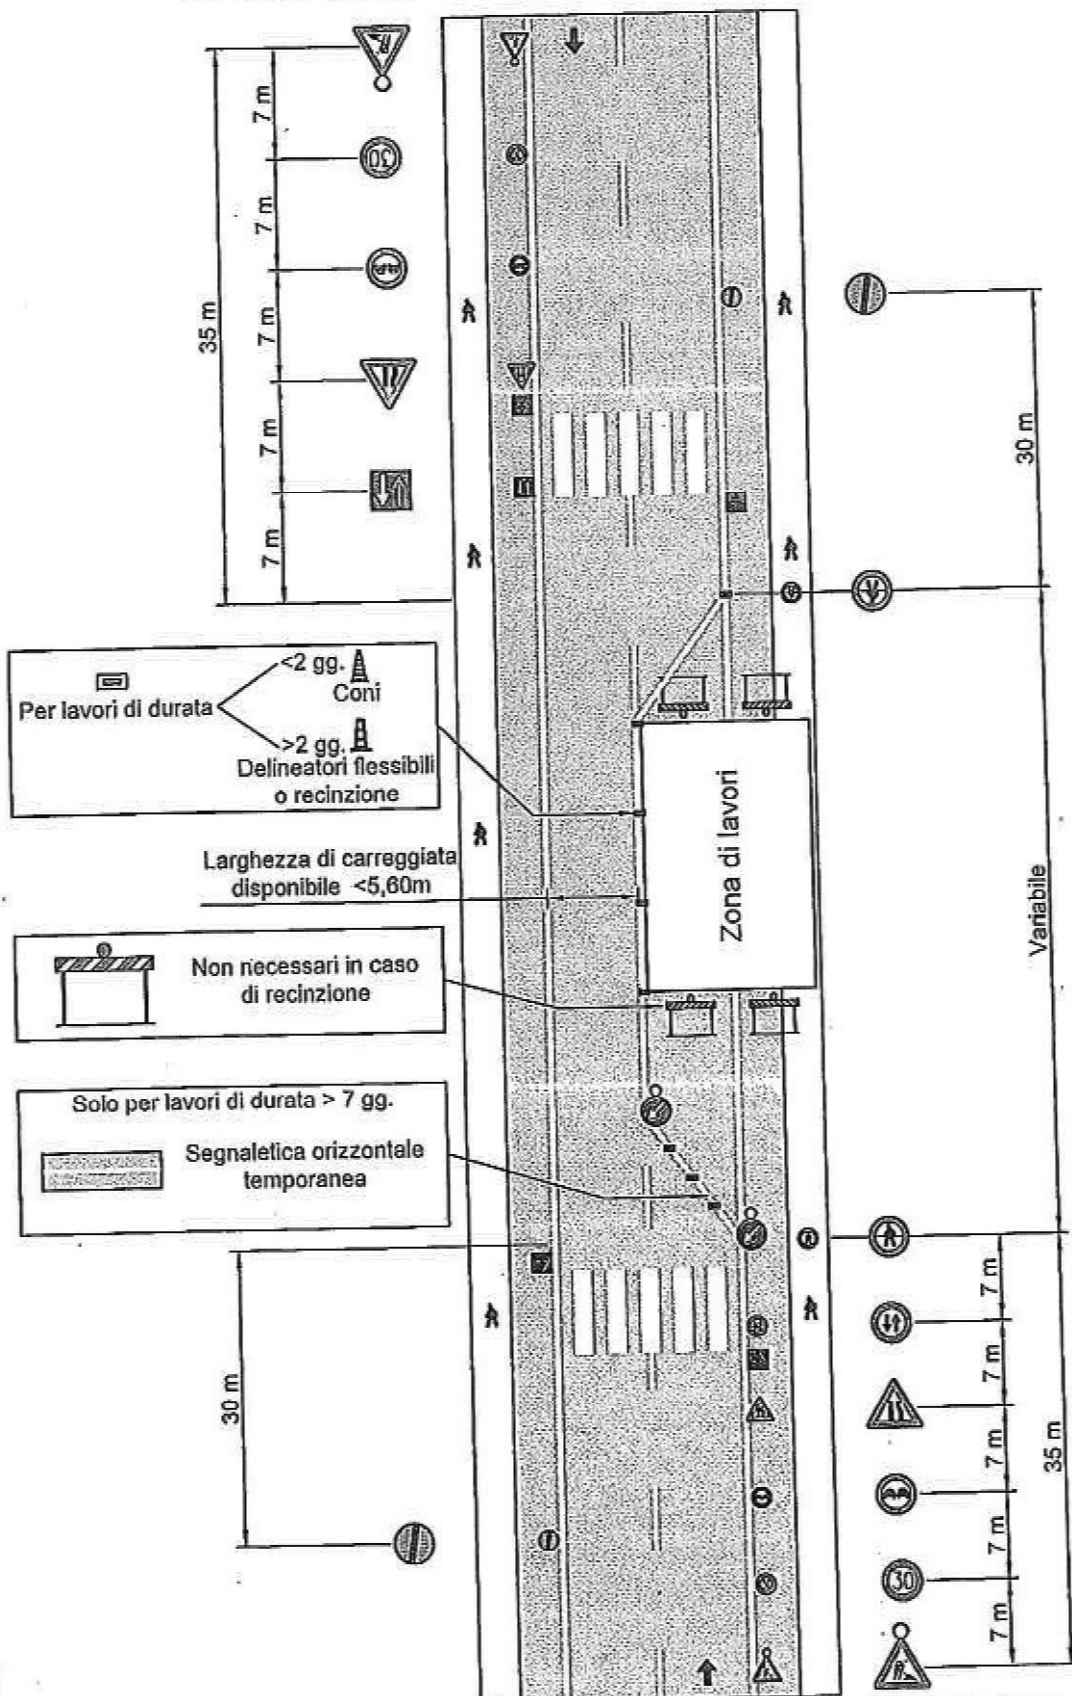 7 m
7 m
7 m
7 m
7 m
35 m
30
30 m
Per lavori di durata
<2 gg.
Coni
>2 gg.
Delineatori flessibili
o recinzione
Larghezza di carreggiata
disponibile <5,60m
Zona di lavori
Variabile
Non necessari in caso
di recinzione
Solo per lavori di durata > 7 gg.
Segnaletica orizzontale
temporanea
30 m
7 m
7 m
7 m
7 m
7 m
35 m
30